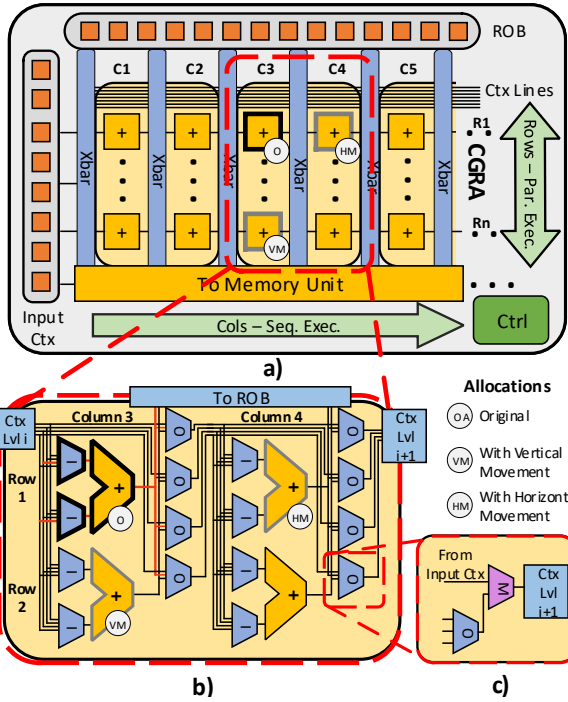 ROB
C1 C2 C3 C4 C5
Ctx Lines
R1
+ + + + +
O
HM
Xbar Xbar Xbar Xbar Xbar Xbar
CGRA
Rows – Par. Exec.
Rn
+ + + + +
VM
To Memory Unit
Input
Ctx
Cols – Seq. Exec.
Ctrl
a)
To ROB
Ctx
Lvl i
Column 3
Column 4
Ctx
Lvl
i+1
Row
1
I
I
+
O
O
O
I
I
+
HM
O
O
Row
2
I
I
+
VM
O
O
I
I
+
O
O
b)
Allocations
OA Original
VM With Vertical
Movement
HM With Horizont
Movement
From
Input Ctx
M
Ctx
Lvl
i+1
O
c)